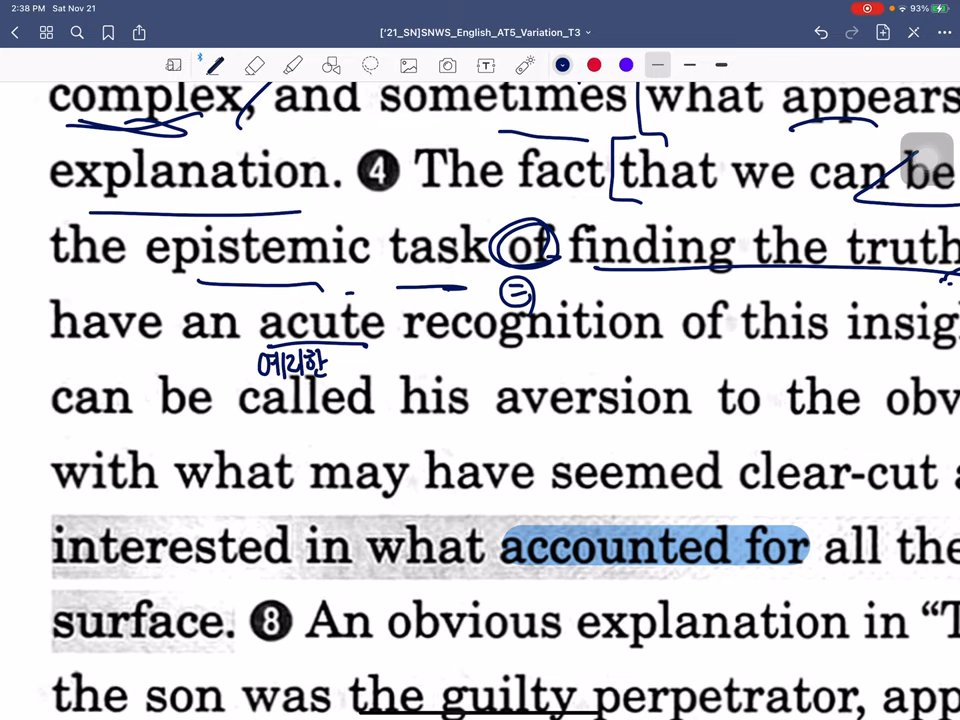 2:38 PM Sat Nov 21
93%
['21_SN]SNWS_English_AT5_Variation_T3
complex, and sometimes what appears
explanation. ❹ The fact that we can be
the epistemic task of finding the truth
have an acute recognition of this insig
예리한
can be called his aversion to the obv
with what may have seemed clear-cut a
interested in what accounted for all the
surface. ❽ An obvious explanation in “T
the son was the guilty perpetrator, app